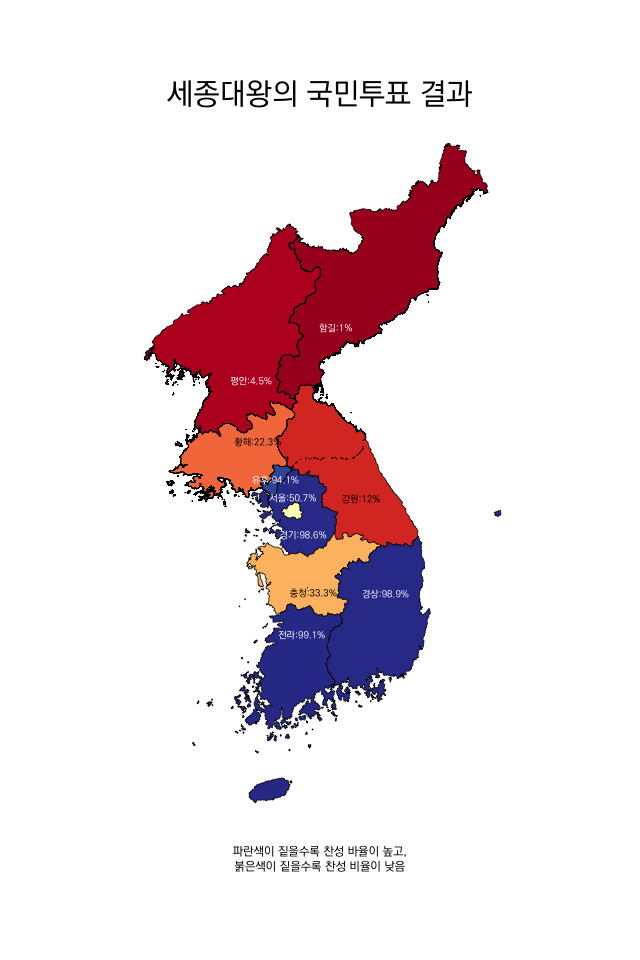 세종대왕의 국민투표 결과
함길:1%
평안:4.5%
황해:22.3%
유후:94.1%
서울:50.7%
강원:12%
경기:98.6%
충청:33.3%
경상:98.9%
전라:99.1%
파란색이 짙을수록 찬성 바율이 높고,
붉은색이 짙을수록 찬성 비율이 낮음